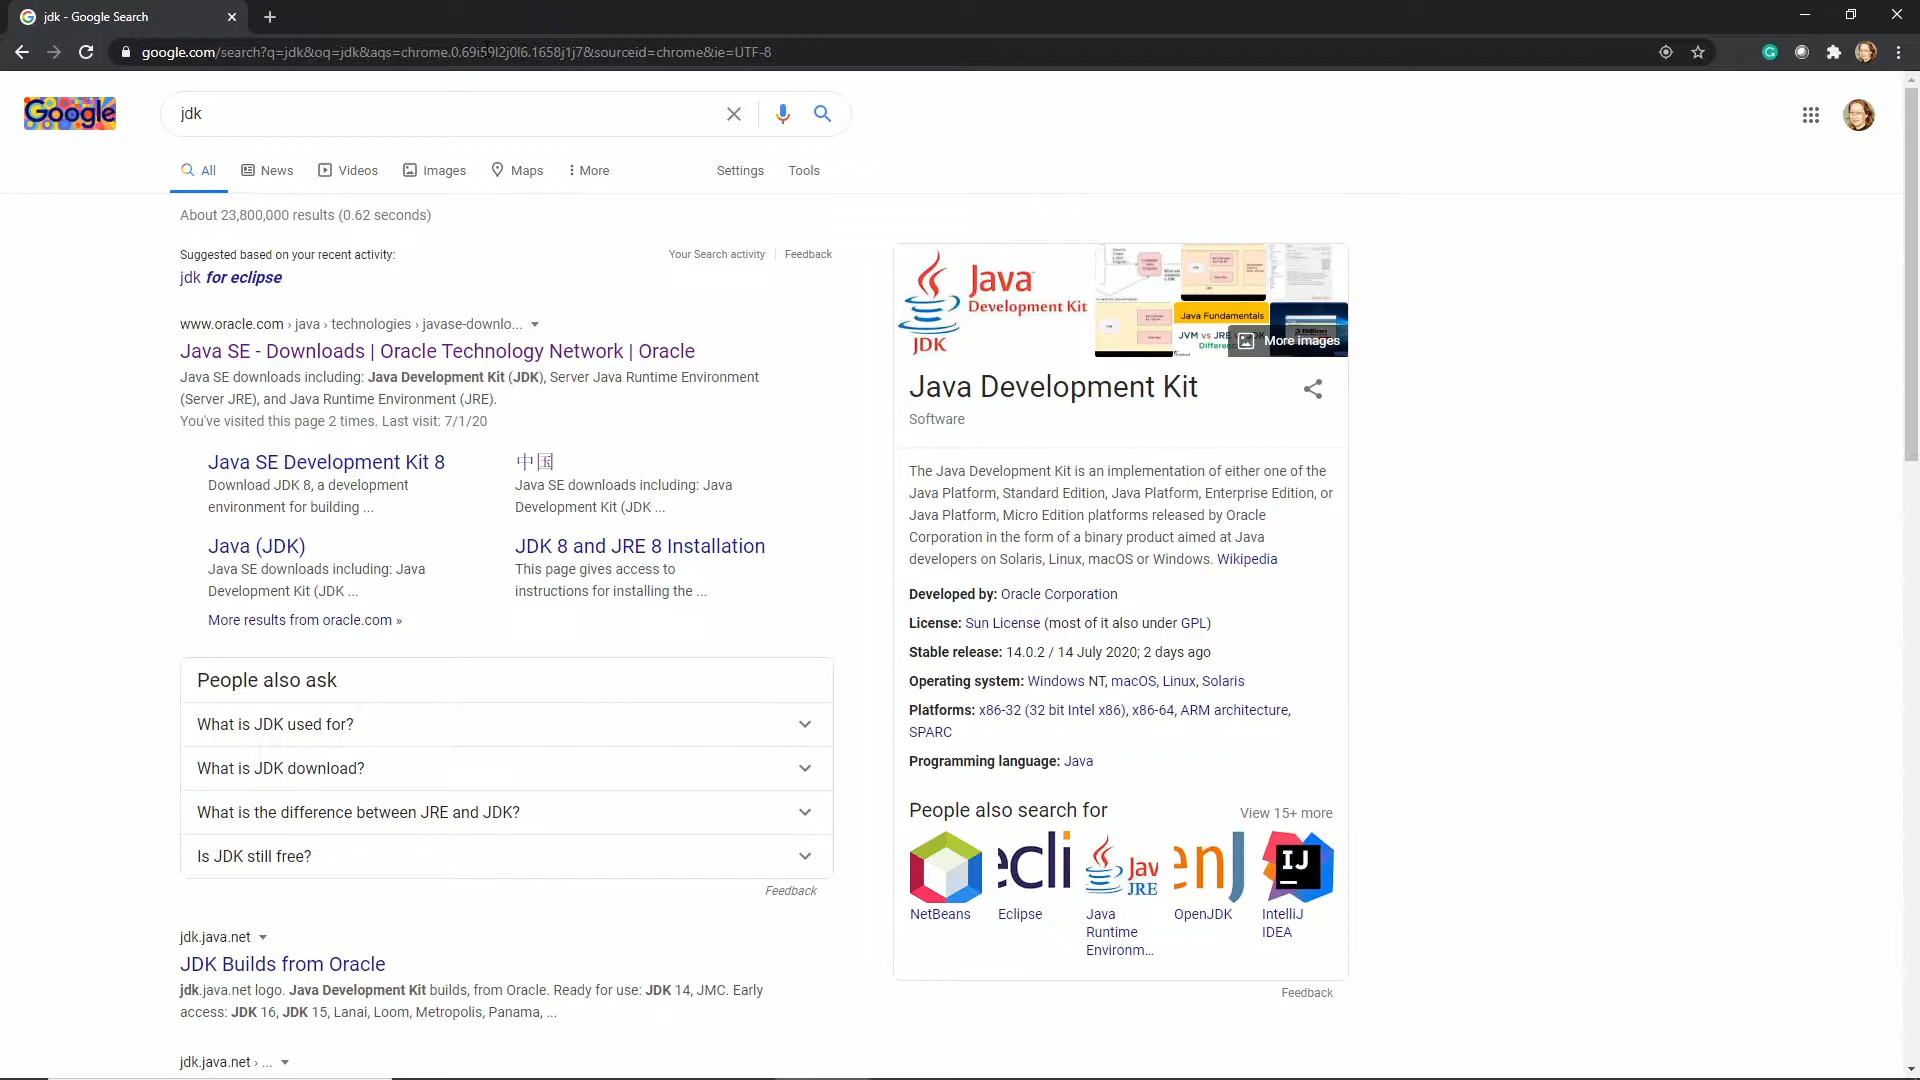 jdk - Google Search
google.com/search?q=jdk&oq=jdk&aqs=chrome.0.69i59l2j0l6.1658j1j7&sourceid=chrome&ie=UTF-8
Google
jdk
All
News
Videos
Images
Maps
More
Settings
Tools
About 23,800,000 results (0.62 seconds)
Suggested based on your recent activity:
Your Search activity
Feedback
jdk for eclipse
www.oracle.com › java › technologies › javase-downlo...
Java SE - Downloads | Oracle Technology Network | Oracle
Java SE downloads including: Java Development Kit (JDK), Server Java Runtime Environment
(Server JRE), and Java Runtime Environment (JRE).
You've visited this page 2 times. Last visit: 7/1/20
Java SE Development Kit 8
Download JDK 8, a development
environment for building ...
中国
Java SE downloads including: Java
Development Kit (JDK ...
Java (JDK)
Java SE downloads including: Java
Development Kit (JDK ...
JDK 8 and JRE 8 Installation
This page gives access to
instructions for installing the ...
More results from oracle.com »
People also ask
What is JDK used for?
What is JDK download?
What is the difference between JRE and JDK?
Is JDK still free?
Feedback
jdk.java.net
JDK Builds from Oracle
jdk.java.net logo. Java Development Kit builds, from Oracle. Ready for use: JDK 14, JMC. Early
access: JDK 16, JDK 15, Lanai, Loom, Metropolis, Panama, ...
jdk.java.net › ...
Java
Development Kit
JDK
Java Fundamentals
JVM vs JRE
More images
Java Development Kit
Software
The Java Development Kit is an implementation of either one of the
Java Platform, Standard Edition, Java Platform, Enterprise Edition, or
Java Platform, Micro Edition platforms released by Oracle
Corporation in the form of a binary product aimed at Java
developers on Solaris, Linux, macOS or Windows. Wikipedia
Developed by: Oracle Corporation
License: Sun License (most of it also under GPL)
Stable release: 14.0.2 / 14 July 2020; 2 days ago
Operating system: Windows NT, macOS, Linux, Solaris
Platforms: x86-32 (32 bit Intel x86), x86-64, ARM architecture,
SPARC
Programming language: Java
People also search for
View 15+ more
ecli
Jav
JRE
enJ
IJ
NetBeans
Eclipse
Java
Runtime
Environm...
OpenJDK
IntelliJ
IDEA
Feedback